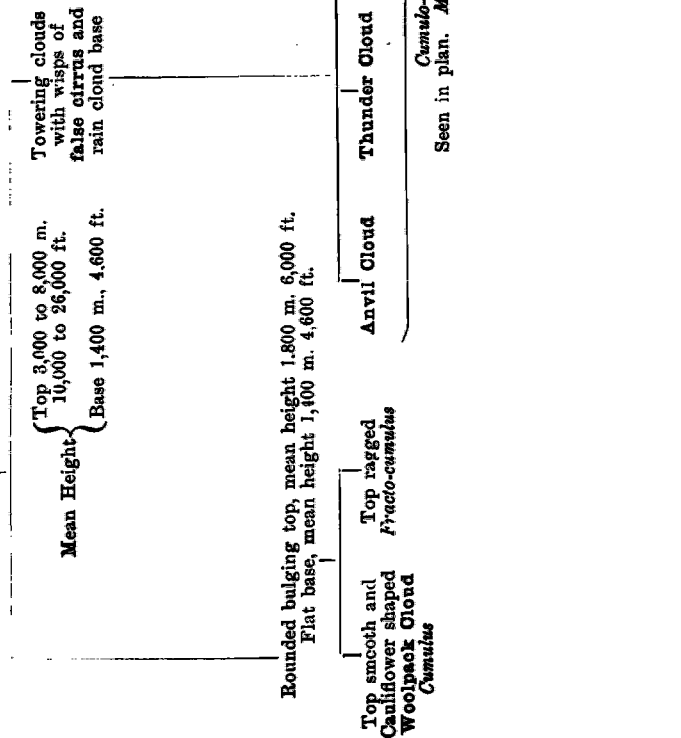 Towering clouds
with wisps of
false cirrus and
rain cloud base
Mean Height
Top 3,000 to 8,000 m.
10,000 to 26,000 ft.
Base 1,400 m., 4,600 ft.
Rounded bulging top, mean height 1.800 m. 6,000 ft.
Flat base, mean height 1,400 m. 4,600 ft.
Top smooth and
Cauliflower shaped
Woolpack Cloud
Cumulus
Top ragged
Fracto-cumulus
Anvil Cloud
Thunder Cloud
Cumulo-
Seen in plan. M